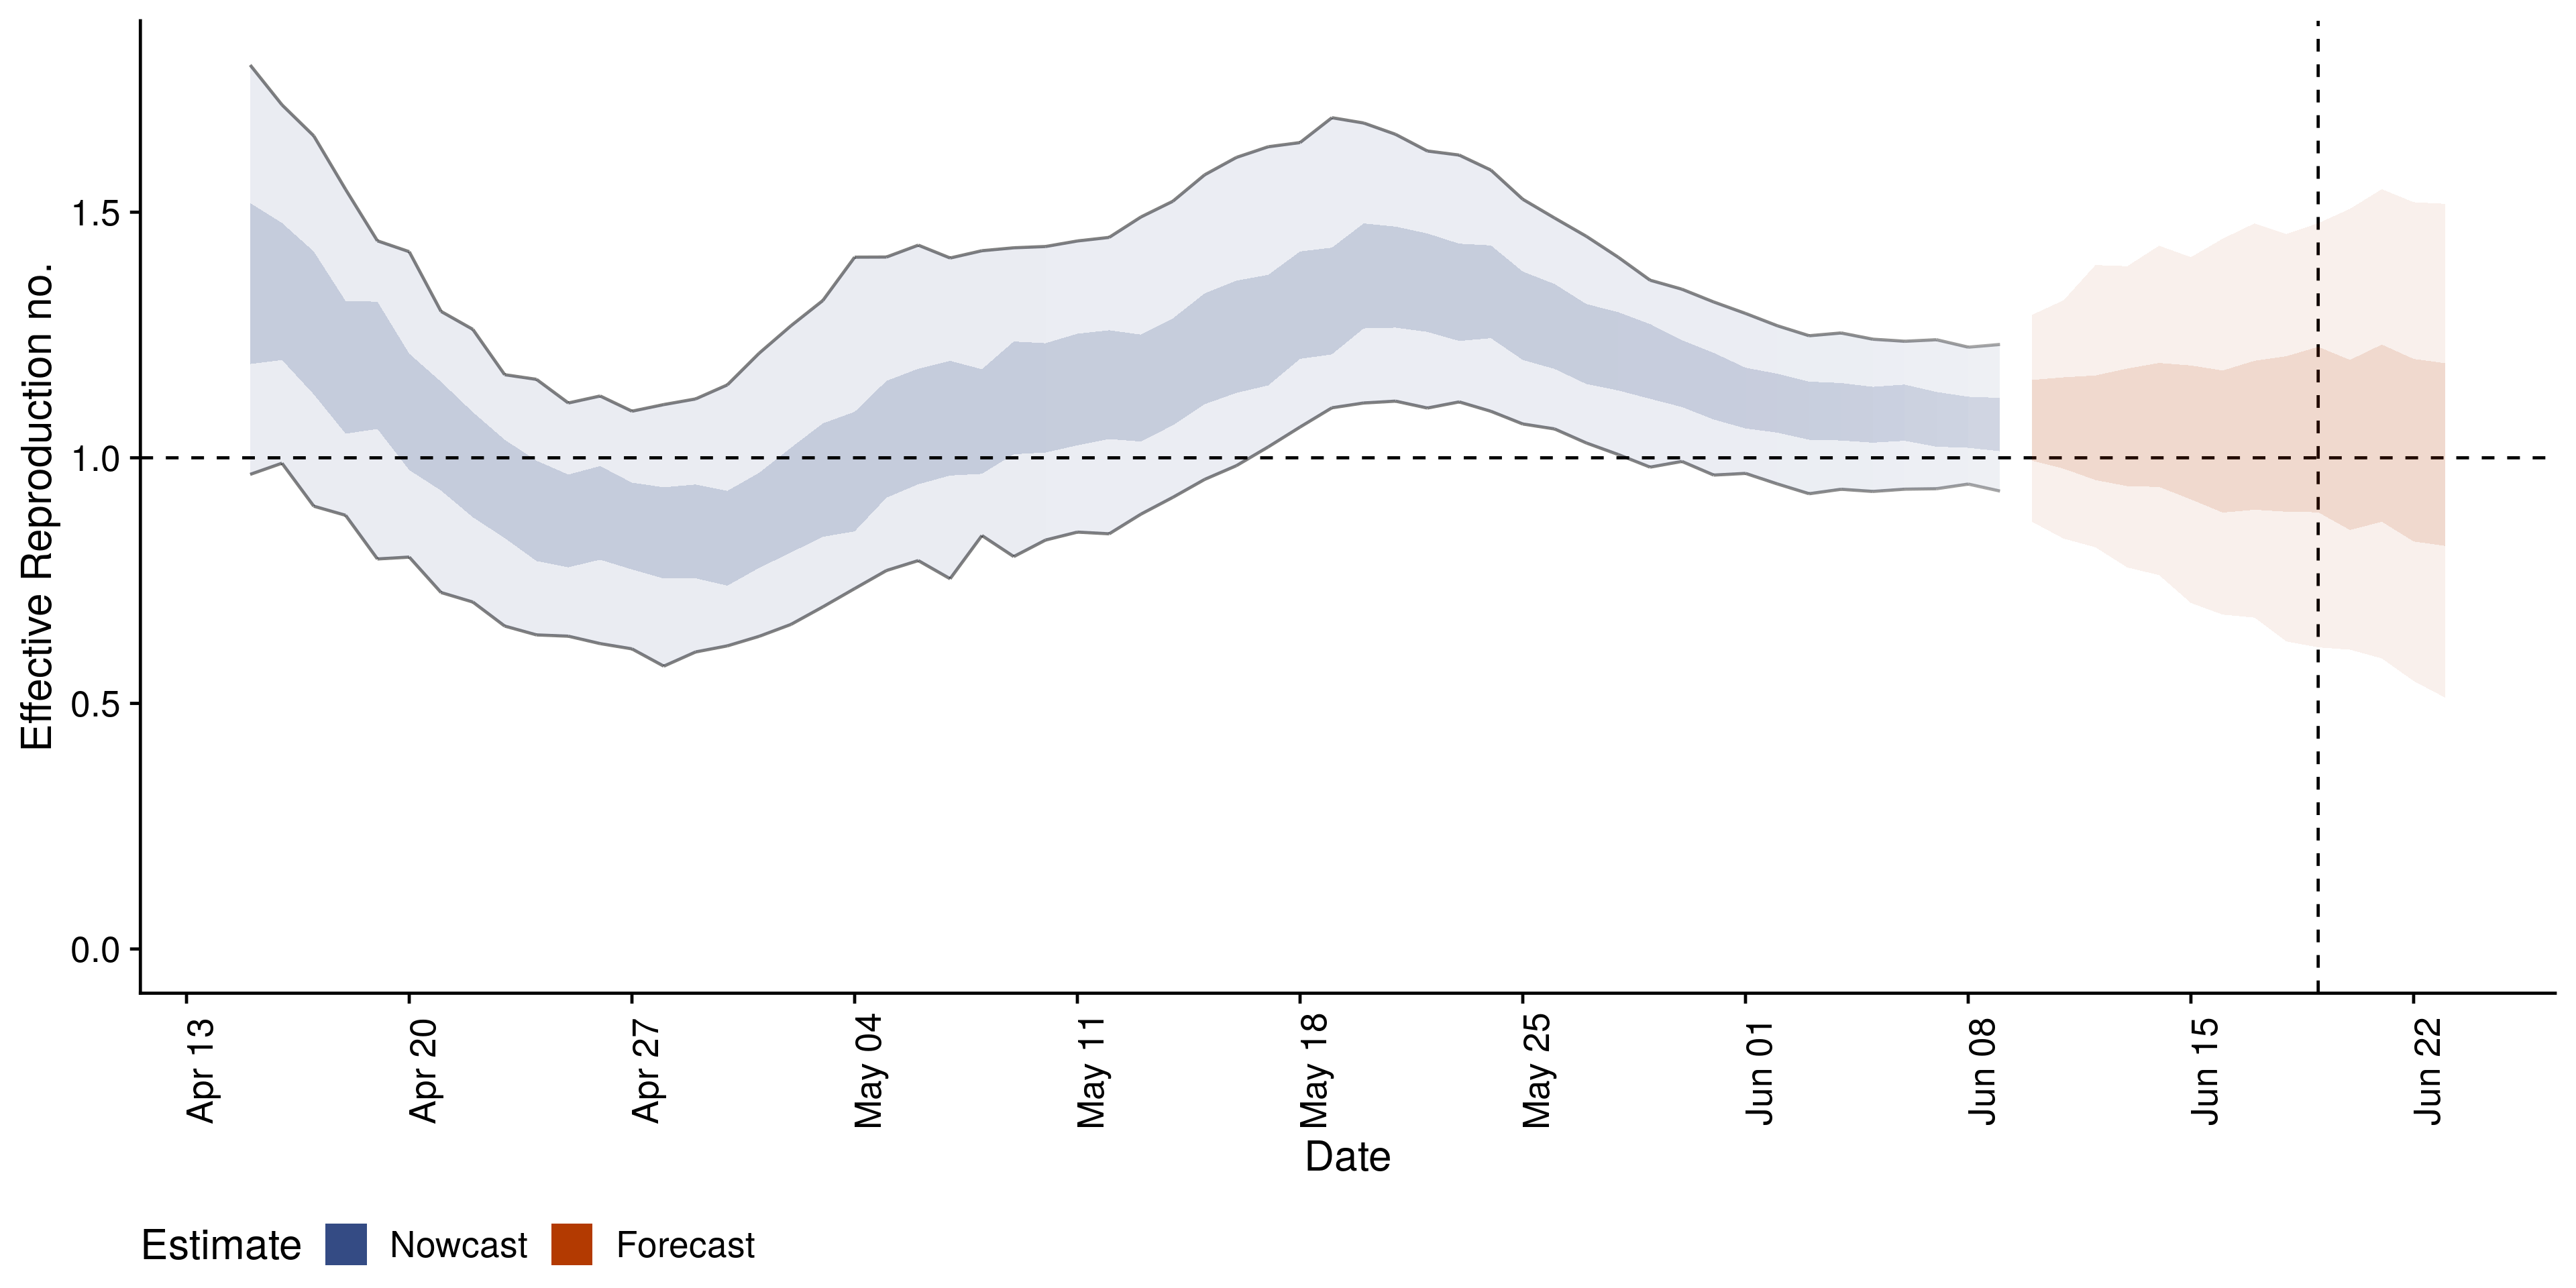 Effective Reproduction no.
1.5
1.0
0.5
0.0
Apr 13
Apr 20
Apr 27
May 04
May 11
May 18
May 25
Jun 01
Jun 08
Jun 15
Jun 22
Date
Estimate Nowcast Forecast